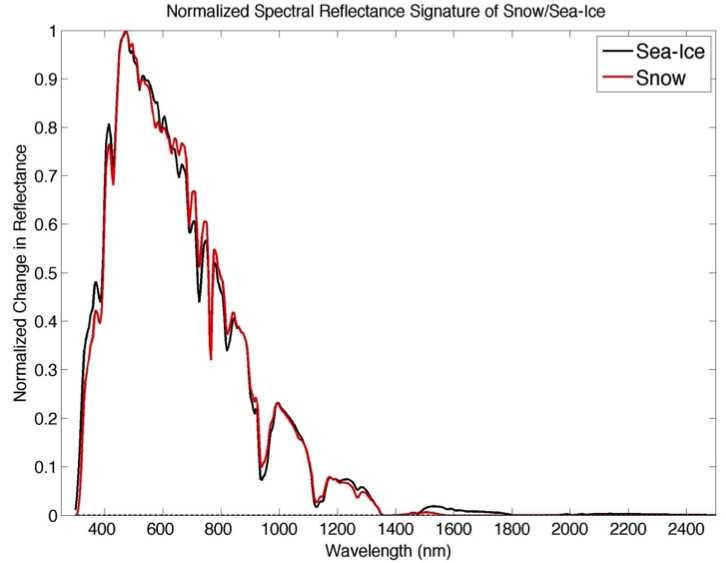 Normalized Spectral Reflectance Signature of Snow/Sea-Ice
Sea-Ice
Snow
Normalized Change in Reflectance
1
0.9
0.8
0.7
0.6
0.5
0.4
0.3
0.2
0.1
0
400 600 800 1000 1200 1400 1600 1800 2000 2200 2400
Wavelength (nm)